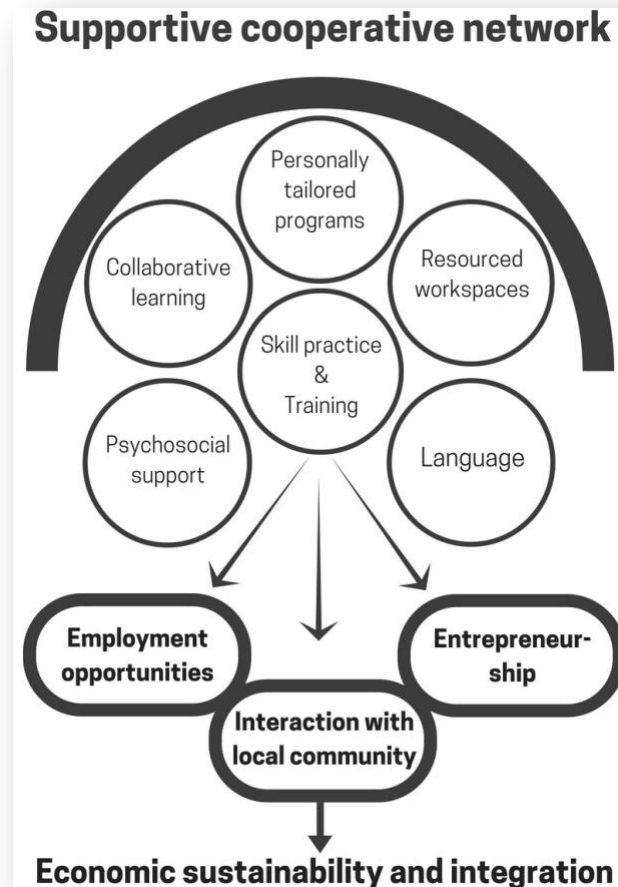 Supportive cooperative network
Personally
tailored
programs
Collaborative
learning
Resourced
workspaces
Skill practice
&
Training
Psychosocial
support
Language
Employment
opportunities
Entrepreneur-
ship
Interaction with
local community
Economic sustainability and integration